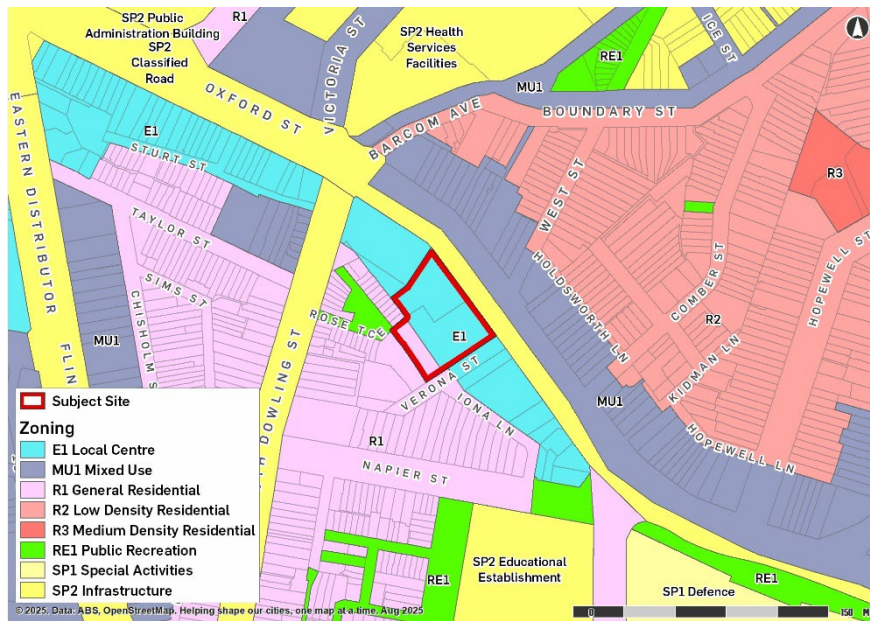 SP2 Public
Administration Building
SP2
Classified
Road
R1
VICTORIA ST
SP2 Health
Services
Facilities
RE1
ICE ST
MU1
BOUNDARY ST
BARCOM AVE
OXFORD ST
EASTERN DISTRIBUTOR
E1
STURT ST
WEST ST
R3
TAYLOR ST
SIMS ST
CHISHOLM S
ROSE TCE
E1
HOLDSWORTH LN
COMBER ST
HOPEWELL ST
R2
KIDMAN LN
MU1
FLIN
TH DOWLING ST
VERONA ST
IONA LN
MU1
HOPEWELL LN
R1
NAPIER ST
RE1
SP2 Educational
Establishment
SP1 Defence
RE1
Subject Site
Zoning
E1 Local Centre
MU1 Mixed Use
R1 General Residential
R2 Low Density Residential
R3 Medium Density Residential
RE1 Public Recreation
SP1 Special Activities
SP2 Infrastructure
© 2025. Data: ABS, OpenStreetMap. Helping shape our cities, one map at a time. Aug 2025
0 150 M